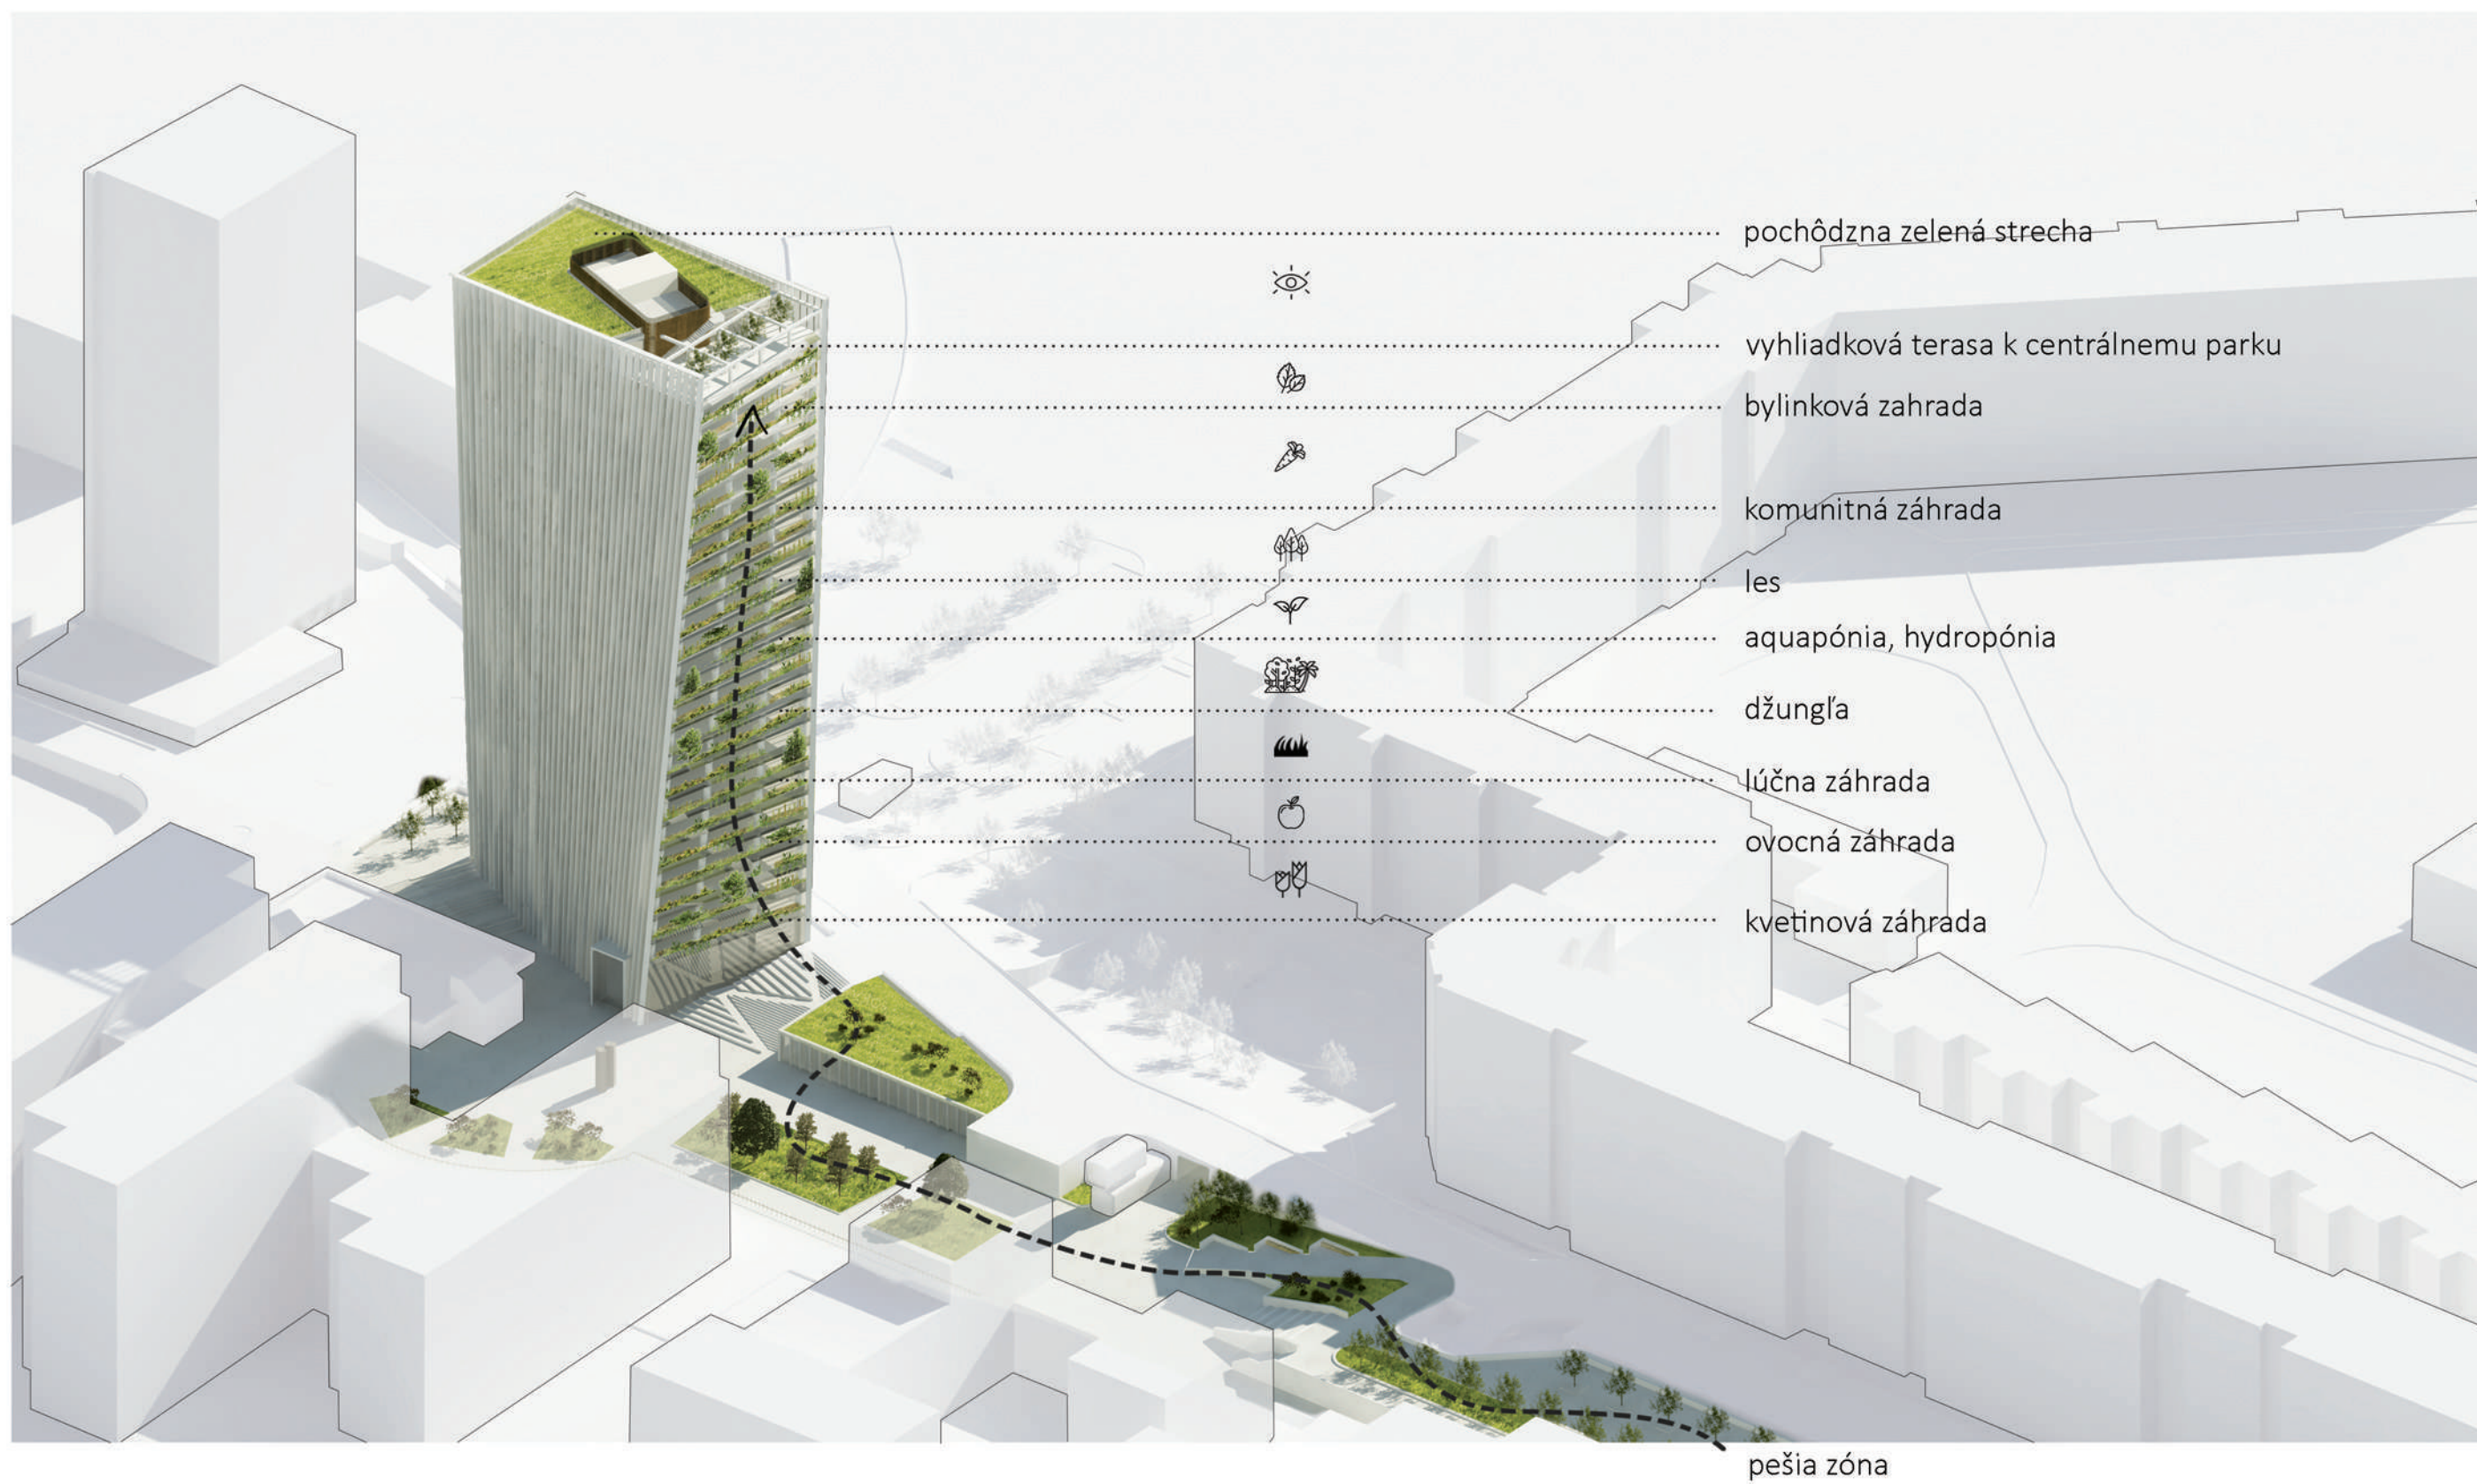 pochôdzna zelená strecha
vyhliadková terasa k centrálnemu parku
bylinková zahrada
komunitná záhrada
les
aquapónia, hydropónia
džungľa
lúčna záhrada
ovocná záhrada
kvetinová záhrada
pešia zóna